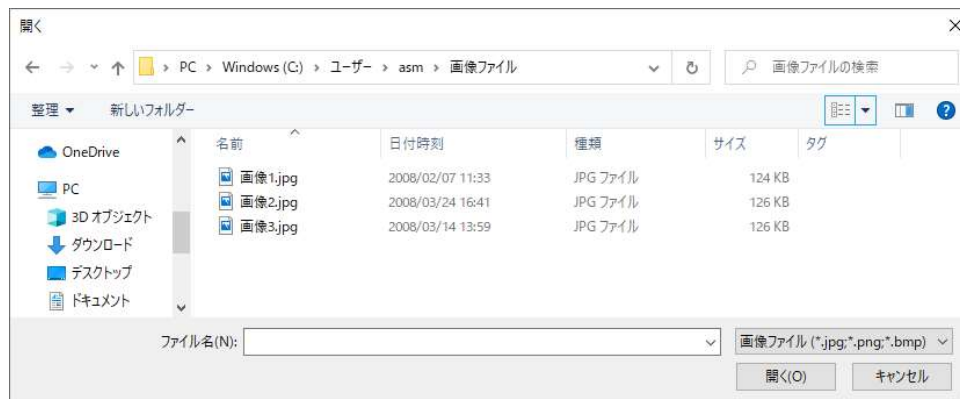 開く
PC › Windows (C:) › ユーザー › asm › 画像ファイル
画像ファイルの検索
整理 新しいフォルダー
名前 日付時刻 種類 サイズ タグ
OneDrive
PC
3D オブジェクト
ダウンロード
デスクトップ
ドキュメント
画像1.jpg 2008/02/07 11:33 JPG ファイル 124 KB
画像2.jpg 2008/03/24 16:41 JPG ファイル 126 KB
画像3.jpg 2008/03/14 13:59 JPG ファイル 126 KB
ファイル名(N):
画像ファイル (*.jpg;*.png;*.bmp)
開く(O) キャンセル